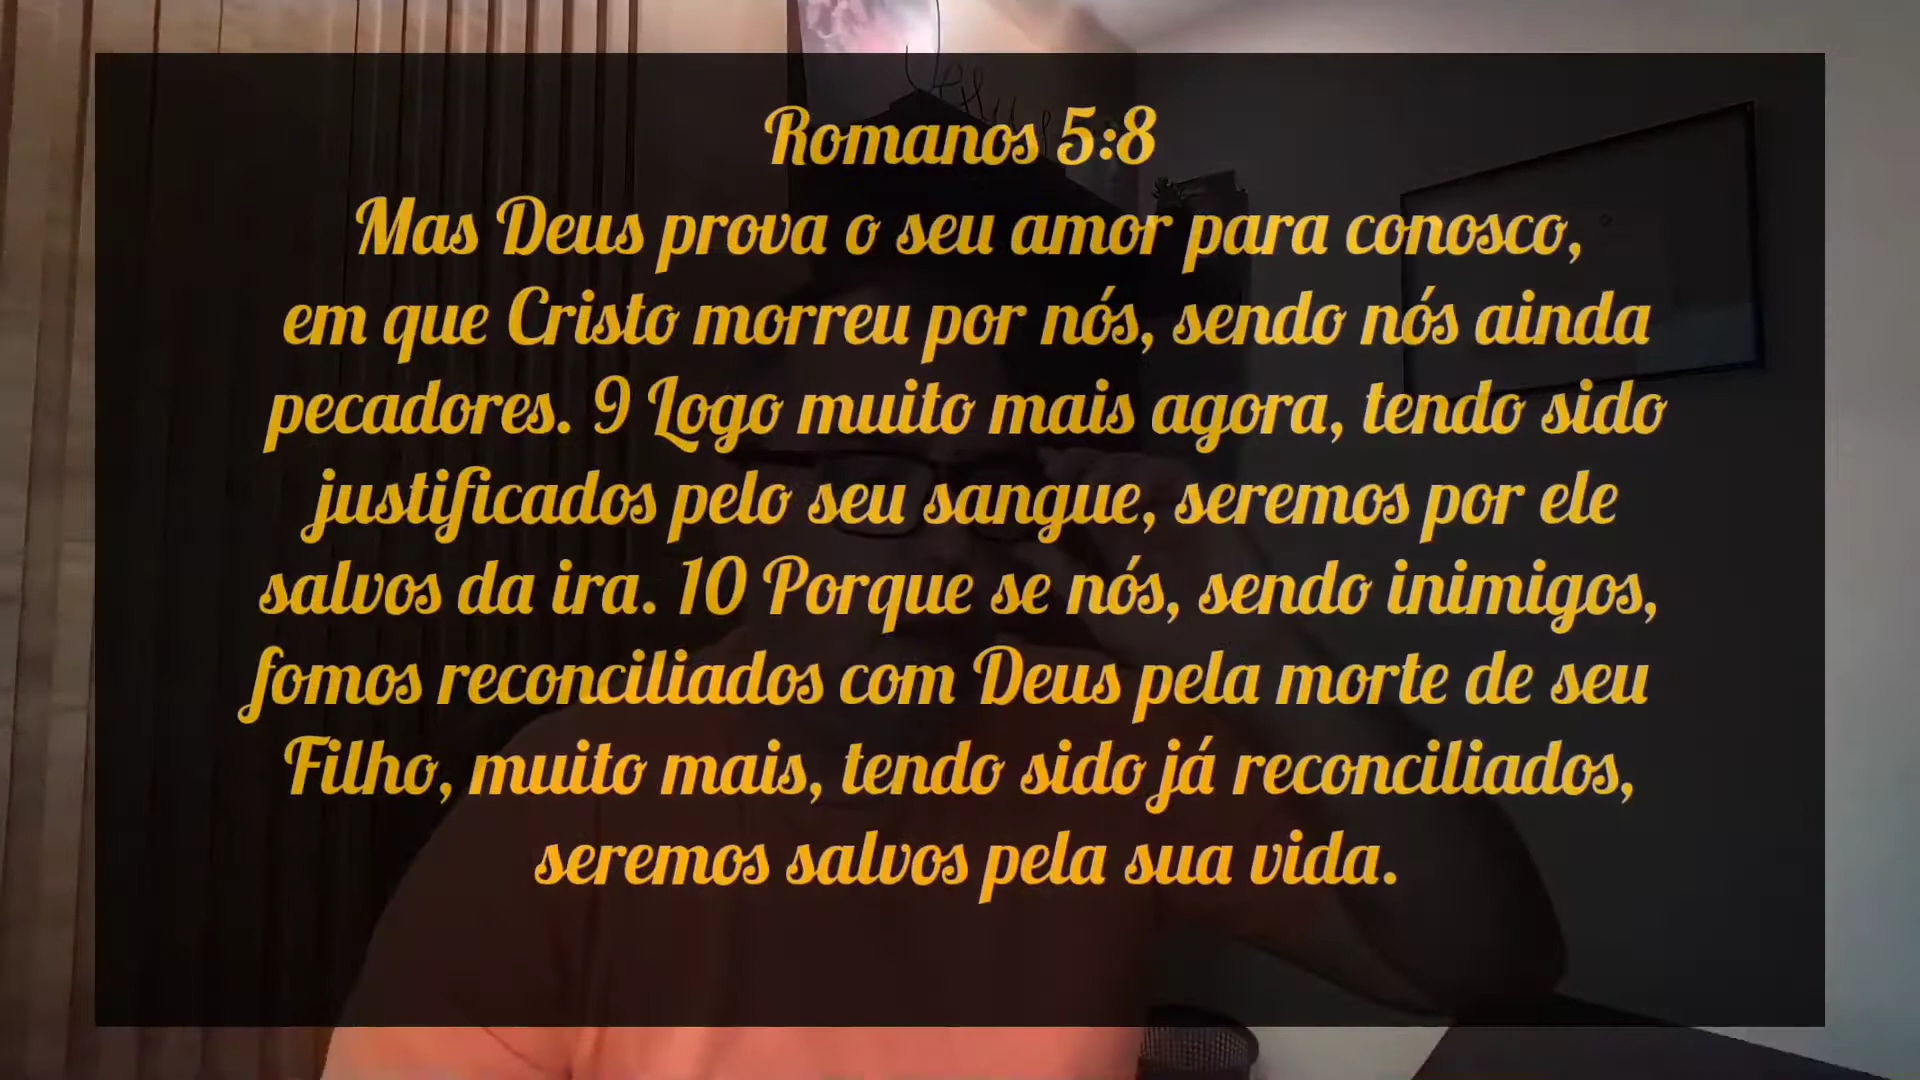 Romanos 5:8
Mas Deus prova o seu amor para conosco,
em que Cristo morreu por nós, sendo nós ainda
pecadores. 9 Logo muito mais agora, tendo sido
justificados pelo seu sangue, seremos por ele
salvos da ira. 10 Porque se nós, sendo inimigos,
fomos reconciliados com Deus pela morte de seu
Filho, muito mais, tendo sido já reconciliados,
seremos salvos pela sua vida.